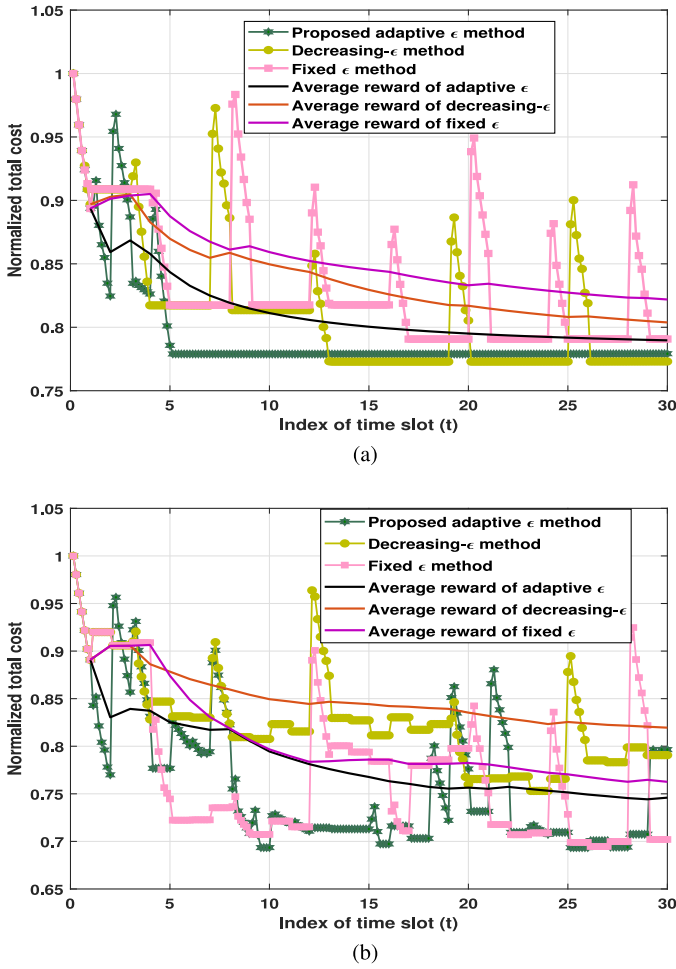 1.05
1
0.95
0.9
0.85
0.8
0.75
Normalized total cost
Proposed adaptive ϵ method
Decreasing-ϵ method
Fixed ϵ method
Average reward of adaptive ϵ
Average reward of decreasing-ϵ
Average reward of fixed ϵ
0 5 10 15 20 25 30
Index of time slot (t)
(a)
1.05
1
0.95
0.9
0.85
0.8
0.75
0.7
0.65
Normalized total cost
Proposed adaptive ϵ method
Decreasing-ϵ method
Fixed ϵ method
Average reward of adaptive ϵ
Average reward of decreasing-ϵ
Average reward of fixed ϵ
0 5 10 15 20 25 30
Index of time slot (t)
(b)